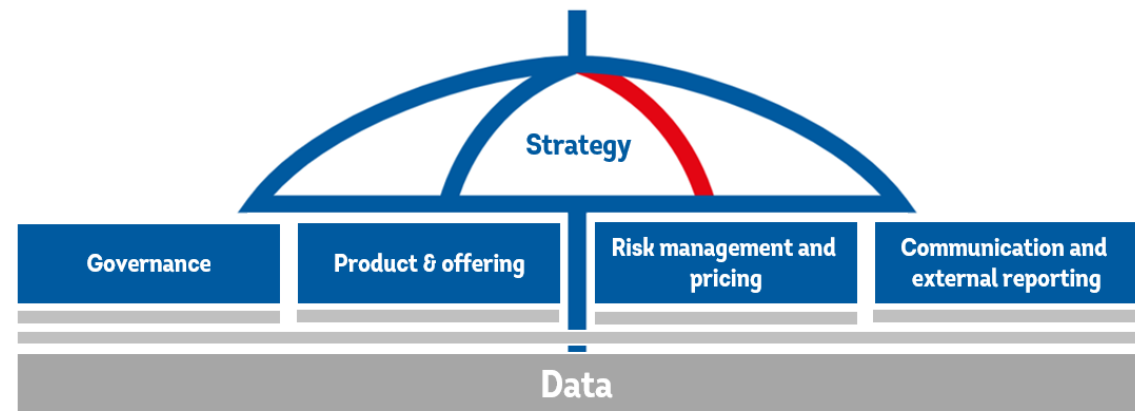 Strategy
Governance
Product & offering
Risk management and
pricing
Communication and
external reporting
Data